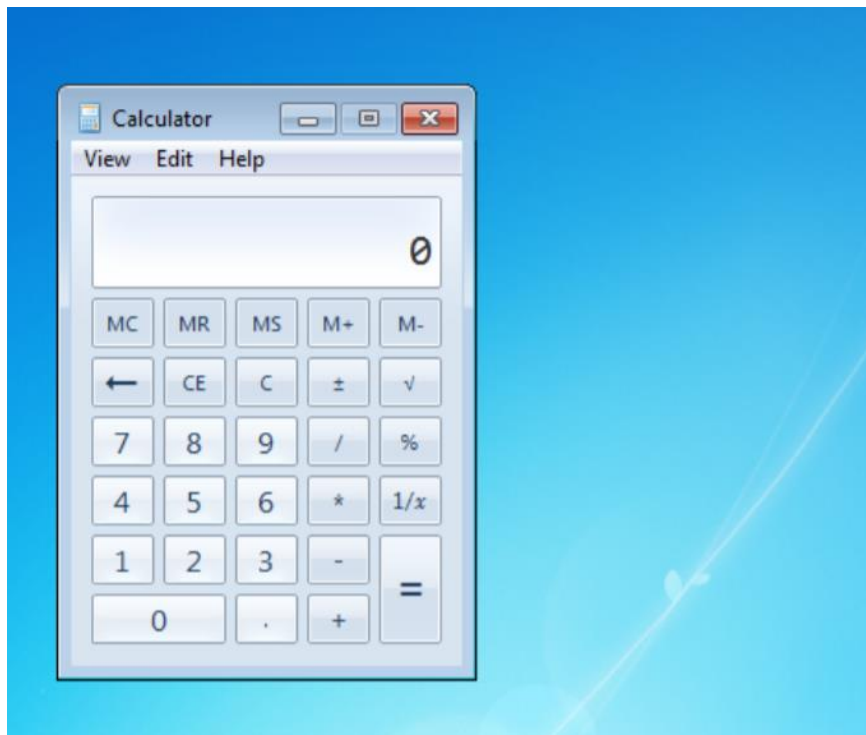 Calculator
View Edit Help
0
MC MR MS M+ M-
← CE C ± √
7 8 9 / %
4 5 6 * 1/x
1 2 3 - =
0 . +